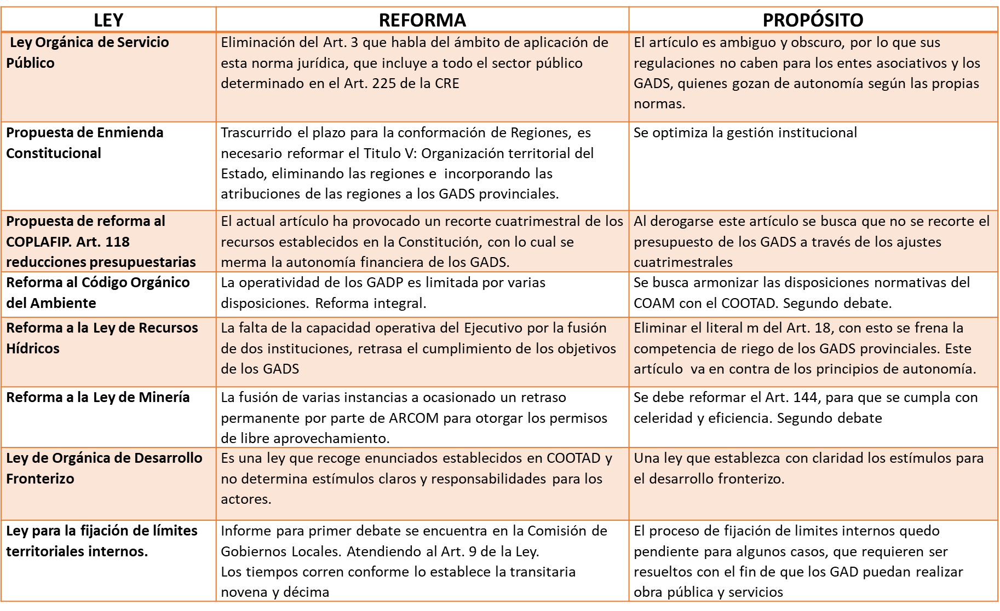 LEY
REFORMA
PROPÓSITO
Ley Orgánica de Servicio
Público
Eliminación del Art. 3 que habla del ámbito de aplicación de
esta norma jurídica, que incluye a todo el sector público
determinado en el Art. 225 de la CRE
El artículo es ambiguo y obscuro, por lo que sus
regulaciones no caben para los entes asociativos y los
GADS, quienes gozan de autonomía según las propias
normas.
Propuesta de Enmienda
Constitucional
Trascurrido el plazo para la conformación de Regiones, es
necesario reformar el Titulo V: Organización territorial del
Estado, eliminando las regiones e incorporando las
atribuciones de las regiones a los GADS provinciales.
Se optimiza la gestión institucional
Propuesta de reforma al
COPLAFIP. Art. 118
reducciones presupuestarias
El actual artículo ha provocado un recorte cuatrimestral de los
recursos establecidos en la Constitución, con lo cual se
merma la autonomía financiera de los GADS.
Al derogarse este artículo se busca que no se recorte el
presupuesto de los GADS a través de los ajustes
cuatrimestrales
Reforma al Código Orgánico
del Ambiente
La operatividad de los GADP es limitada por varias
disposiciones. Reforma integral.
Se busca armonizar las disposiciones normativas del
COAM con el COOTAD. Segundo debate.
Reforma a la Ley de Recursos
Hídricos
La falta de la capacidad operativa del Ejecutivo por la fusión
de dos instituciones, retrasa el cumplimiento de los objetivos
de los GADS
Eliminar el literal m del Art. 18, con esto se frena la
competencia de riego de los GADS provinciales. Este
artículo va en contra de los principios de autonomía.
Reforma a la Ley de Minería
La fusión de varias instancias a ocasionado un retraso
permanente por parte de ARCOM para otorgar los permisos
de libre aprovechamiento.
Se debe reformar el Art. 144, para que se cumpla con
celeridad y eficiencia. Segundo debate
Ley de Orgánica de Desarrollo
Fronterizo
Es una ley que recoge enunciados establecidos en COOTAD y
no determina estímulos claros y responsabilidades para los
actores.
Una ley que establezca con claridad los estímulos para
el desarrollo fronterizo.
Ley para la fijación de límites
territoriales internos.
Informe para primer debate se encuentra en la Comisión de
Gobiernos Locales. Atendiendo al Art. 9 de la Ley.
Los tiempos corren conforme lo establece la transitaria
novena y décima
El proceso de fijación de limites internos quedo
pendiente para algunos casos, que requieren ser
resueltos con el fin de que los GAD puedan realizar
obra pública y servicios